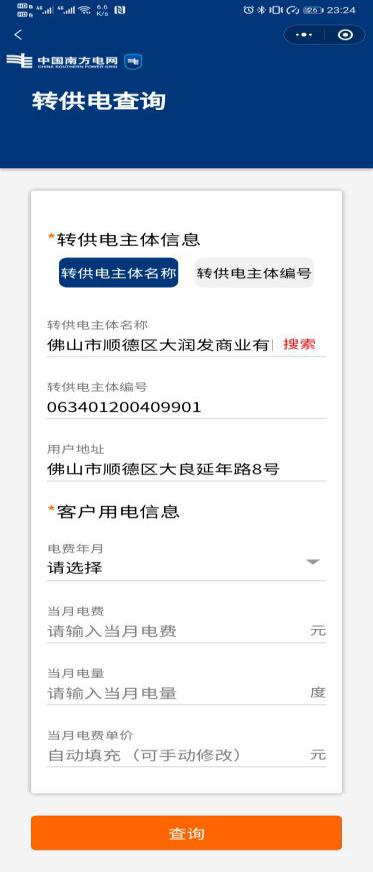 6.6
K/s
23:24
中国南方电网
CHINA SOUTHERN POWER GRID
转供电查询
*转供电主体信息
转供电主体名称 转供电主体编号
转供电主体名称
佛山市顺德区大润发商业有 搜索
转供电主体编号
063401200409901
用户地址
佛山市顺德区大良延年路8号
*客户用电信息
电费年月
请选择
当月电费
请输入当月电费 元
当月电量
请输入当月电量 度
当月电费单价
自动填充（可手动修改） 元
查询